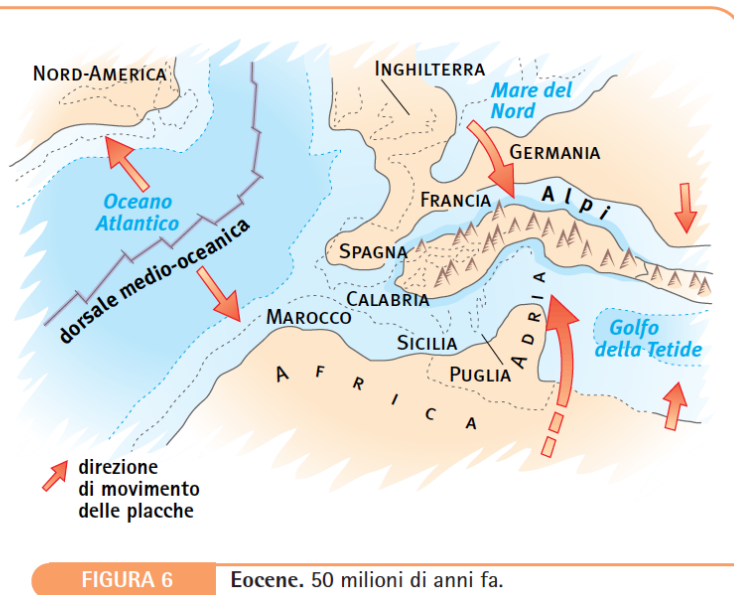 NORD-AMERICA
INGHILTERRA
Mare del
Nord
GERMANIA
Oceano
Atlantico
FRANCIA
Alpi
SPAGNA
dorsale medio-oceanica
CALABRIA
MAROCCO
SICILIA
PUGLIA
ADRIA
Golfo
della Tetide
AFRICA
direzione
di movimento
delle placche
FIGURA 6 Eocene. 50 milioni di anni fa.